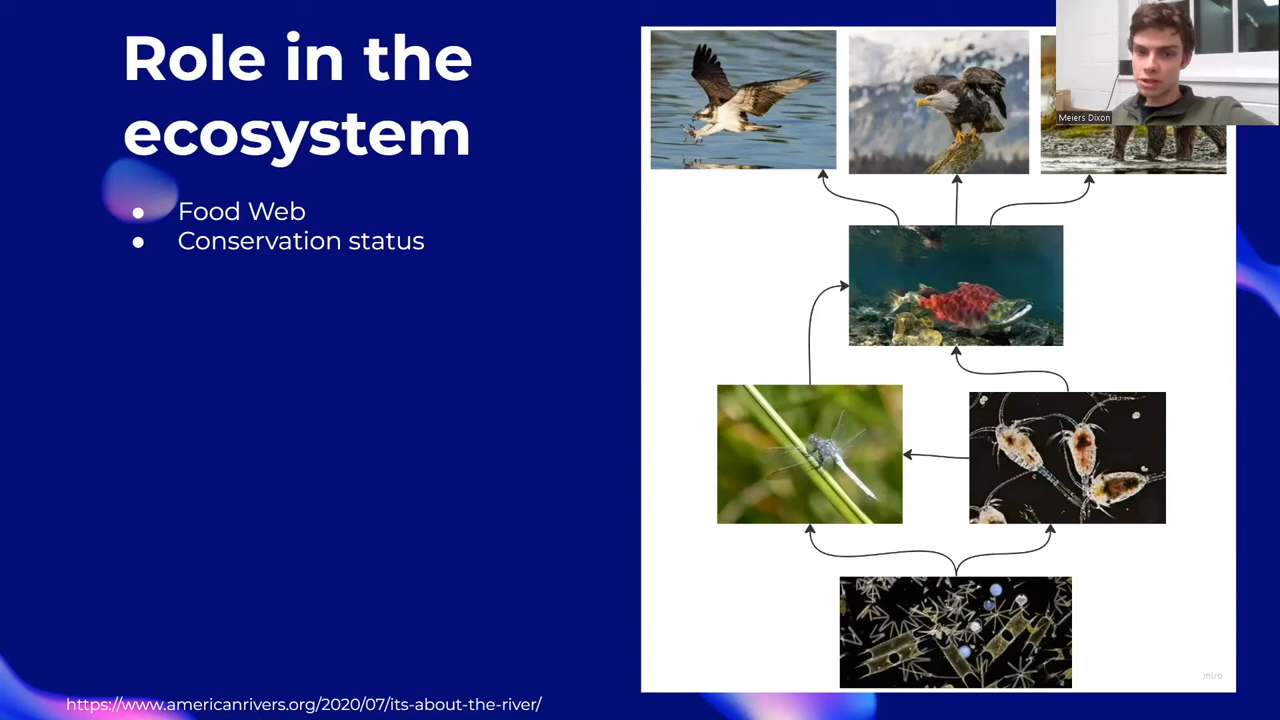 Role in the
ecosystem
● Food Web
● Conservation status
Meiers Dixon
miro
https://www.americanrivers.org/2020/07/its-about-the-river/